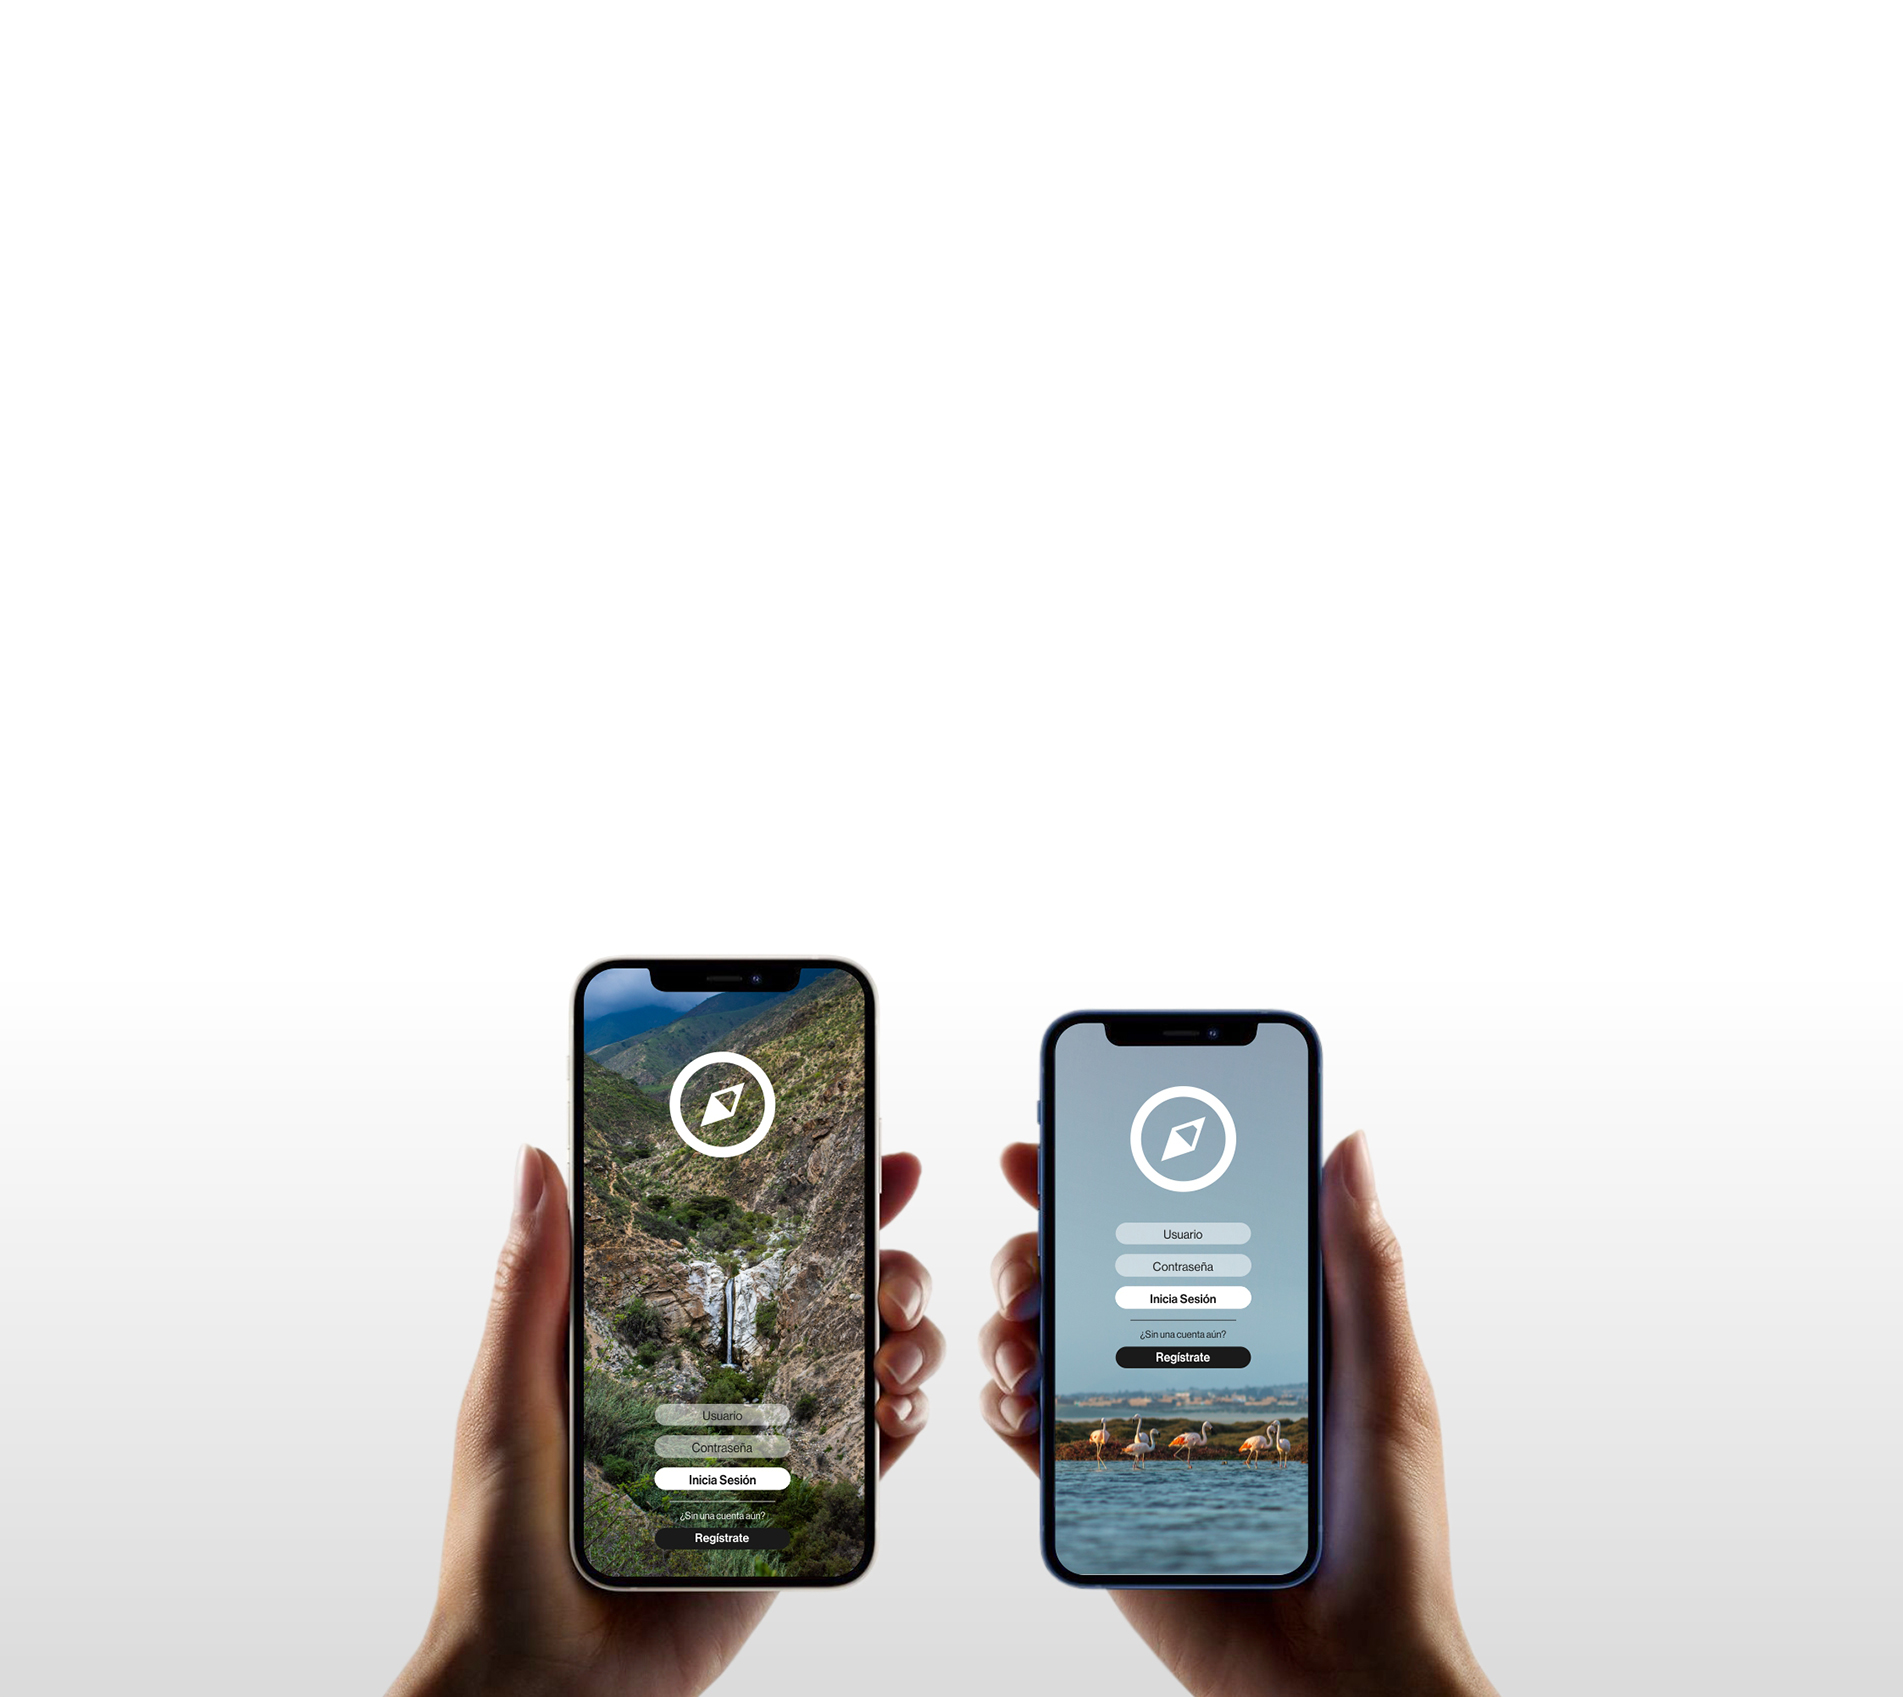 Usuario
Contraseña
Inicia Sesión
¿Sin una cuenta aún?
Regístrate
Usuario
Contraseña
Inicia Sesión
¿Sin una cuenta aún?
Regístrate